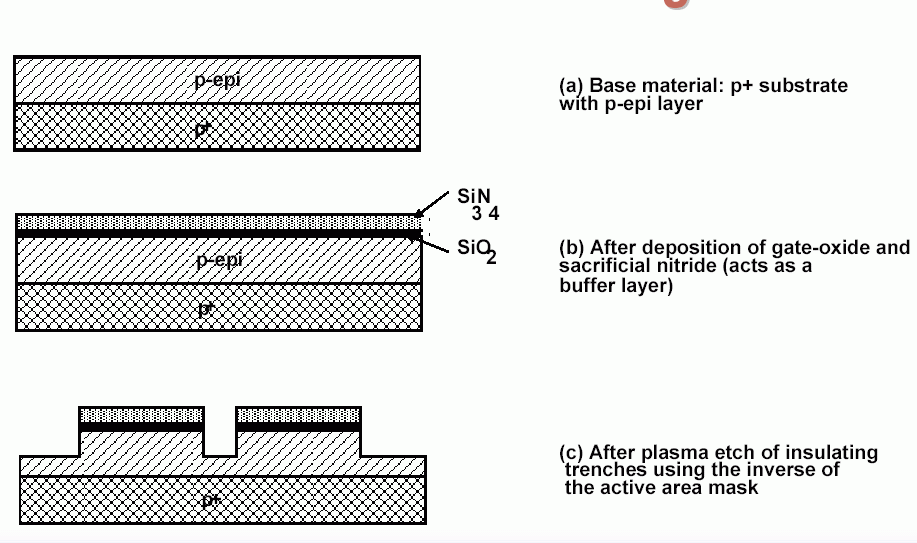 p-epi
p+
(a) Base material: p+ substrate
with p-epi layer
SiN
3 4
SiO
2
p-epi
p+
(b) After deposition of gate-oxide and
sacrificial nitride (acts as a
buffer layer)
p+
(c) After plasma etch of insulating
trenches using the inverse of
the active area mask